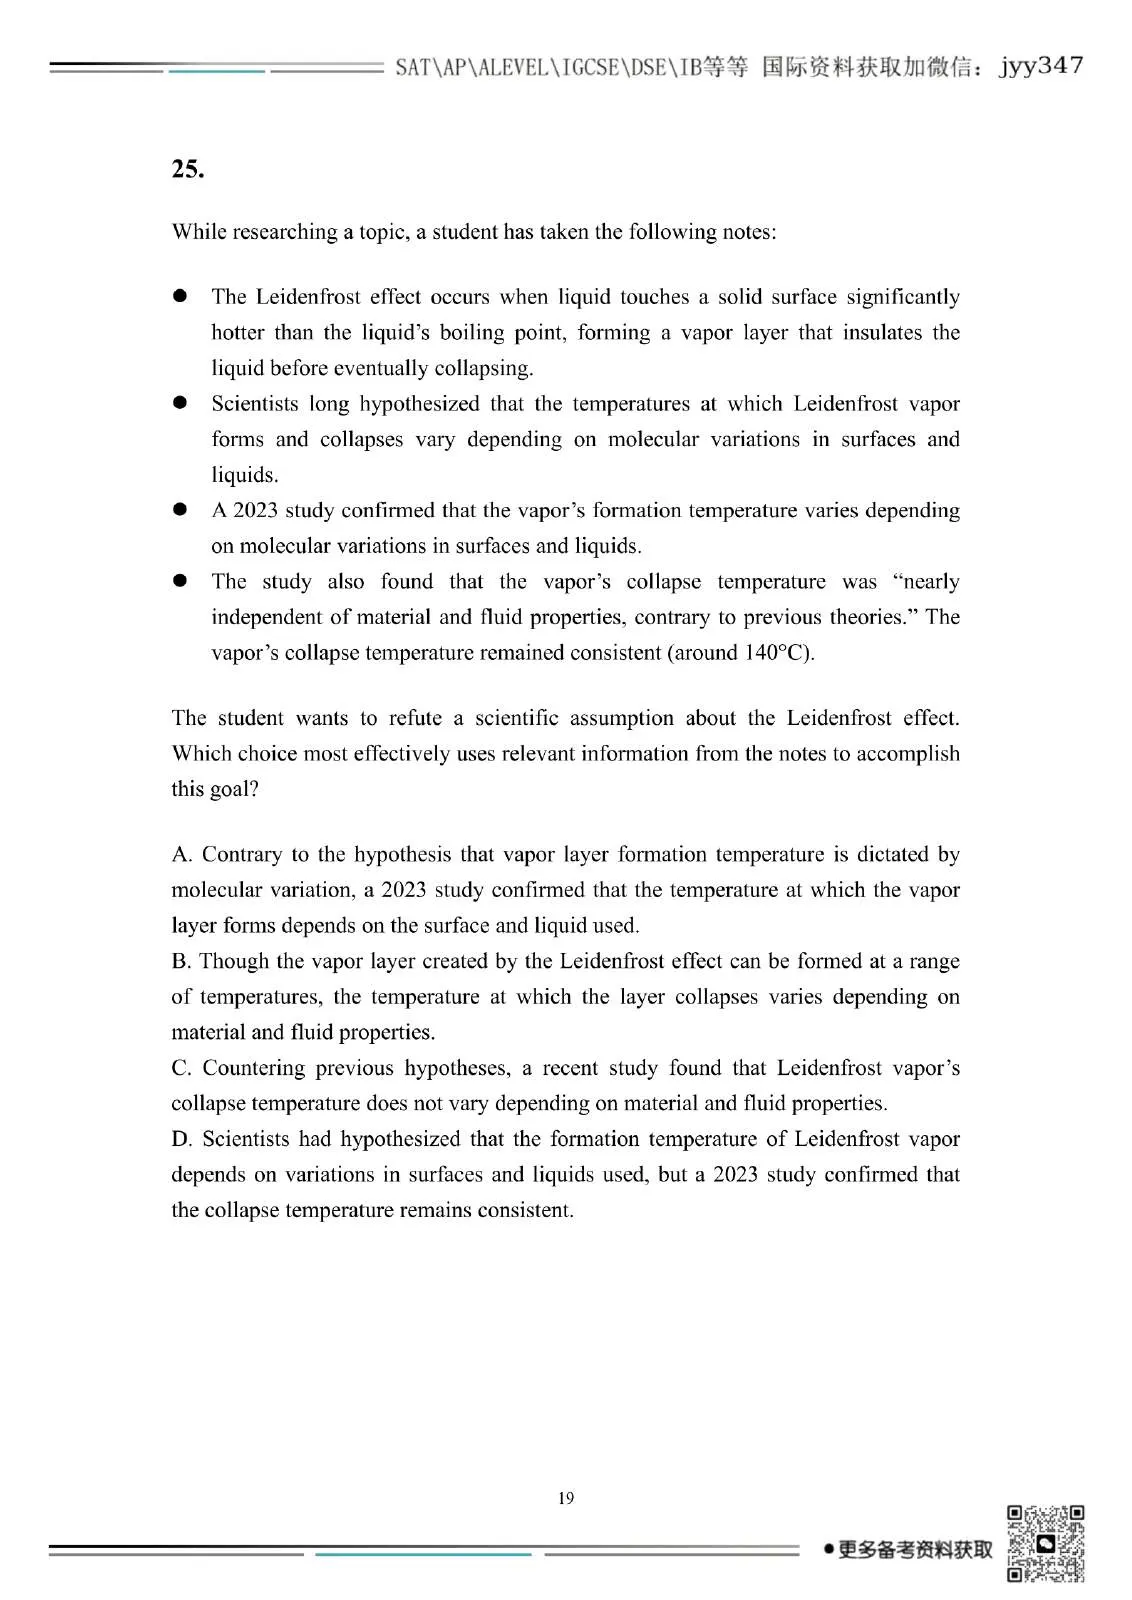 SAT\AP\ALEVEL\IGCSE\DSE\IB等等 国际资料获取加微信: jyy347
25.
While researching a topic, a student has taken the following notes:
● The Leidenfrost effect occurs when liquid touches a solid surface significantly
hotter than the liquid’s boiling point, forming a vapor layer that insulates the
liquid before eventually collapsing.
● Scientists long hypothesized that the temperatures at which Leidenfrost vapor
forms and collapses vary depending on molecular variations in surfaces and
liquids.
● A 2023 study confirmed that the vapor’s formation temperature varies depending
on molecular variations in surfaces and liquids.
● The study also found that the vapor’s collapse temperature was “nearly
independent of material and fluid properties, contrary to previous theories.” The
vapor’s collapse temperature remained consistent (around 140°C).
The student wants to refute a scientific assumption about the Leidenfrost effect.
Which choice most effectively uses relevant information from the notes to accomplish
this goal?
A. Contrary to the hypothesis that vapor layer formation temperature is dictated by
molecular variation, a 2023 study confirmed that the temperature at which the vapor
layer forms depends on the surface and liquid used.
B. Though the vapor layer created by the Leidenfrost effect can be formed at a range
of temperatures, the temperature at which the layer collapses varies depending on
material and fluid properties.
C. Countering previous hypotheses, a recent study found that Leidenfrost vapor’s
collapse temperature does not vary depending on material and fluid properties.
D. Scientists had hypothesized that the formation temperature of Leidenfrost vapor
depends on variations in surfaces and liquids used, but a 2023 study confirmed that
the collapse temperature remains consistent.
19
●更多备考资料获取